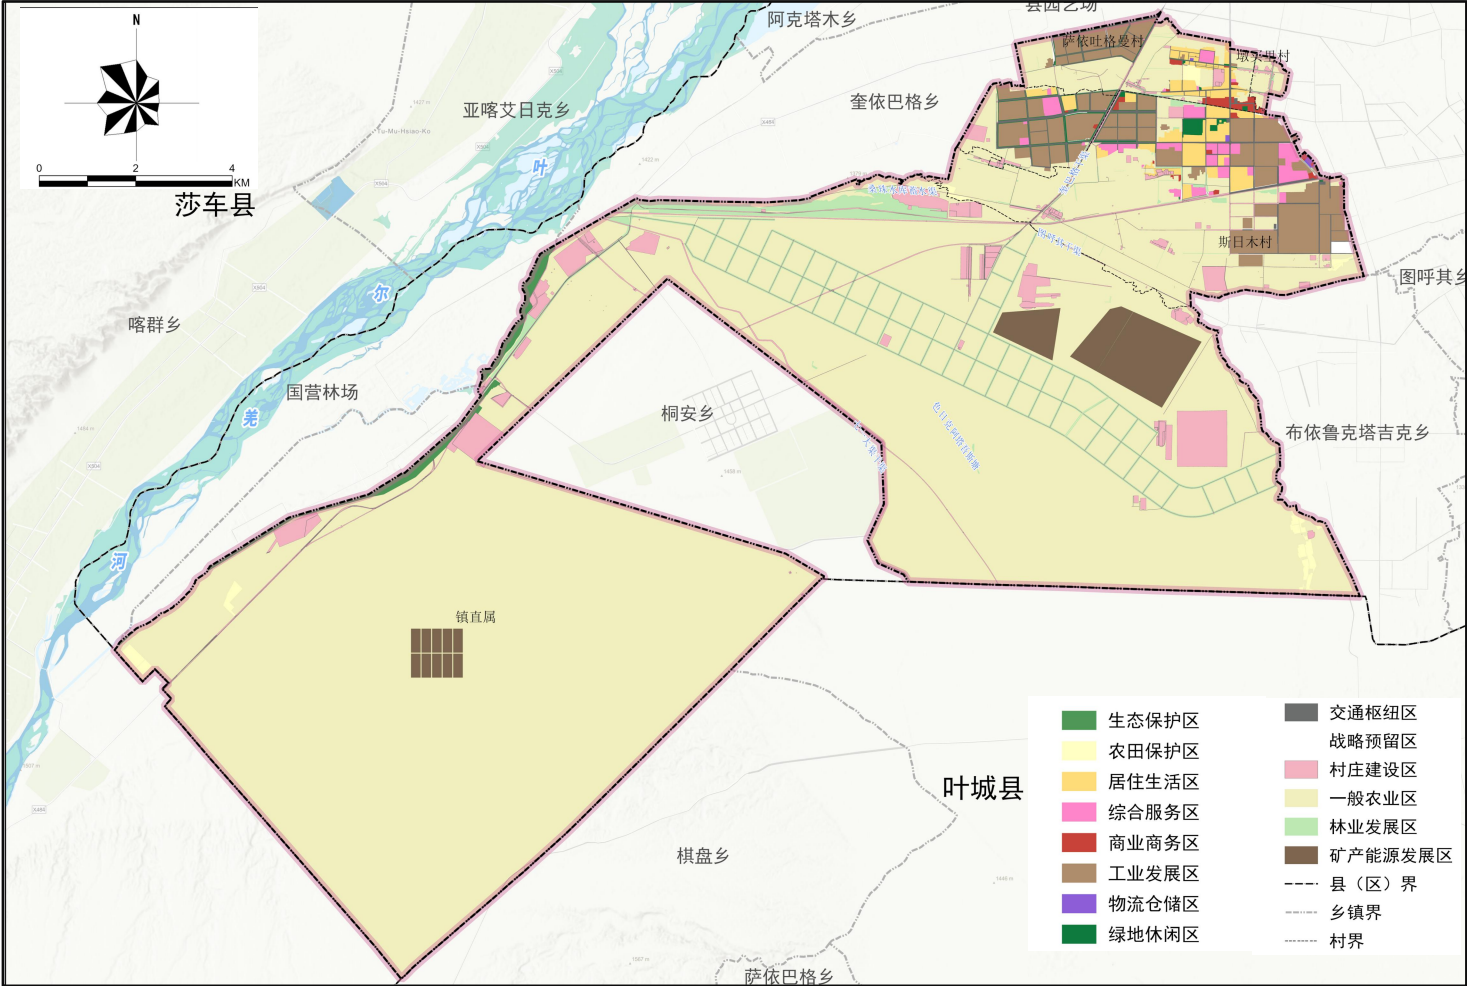 N
0 2 4
KM
莎车县
阿克塔木乡
县园艺场
亚喀艾日克乡
奎依巴格乡
萨依吐格曼村
Tu-Mu-Hsieo-Ko
叶
尔
羌
河
斯日木村
图呼其乡
喀群乡
国营林场
桐安乡
布依鲁克塔吉克乡
镇直属
叶城县
棋盘乡
萨依巴格乡
生态保护区
农田保护区
居住生活区
综合服务区
商业商务区
工业发展区
物流仓储区
绿地休闲区
交通枢纽区
战略预留区
村庄建设区
一般农业区
林业发展区
矿产能源发展区
县（区）界
乡镇界
村界